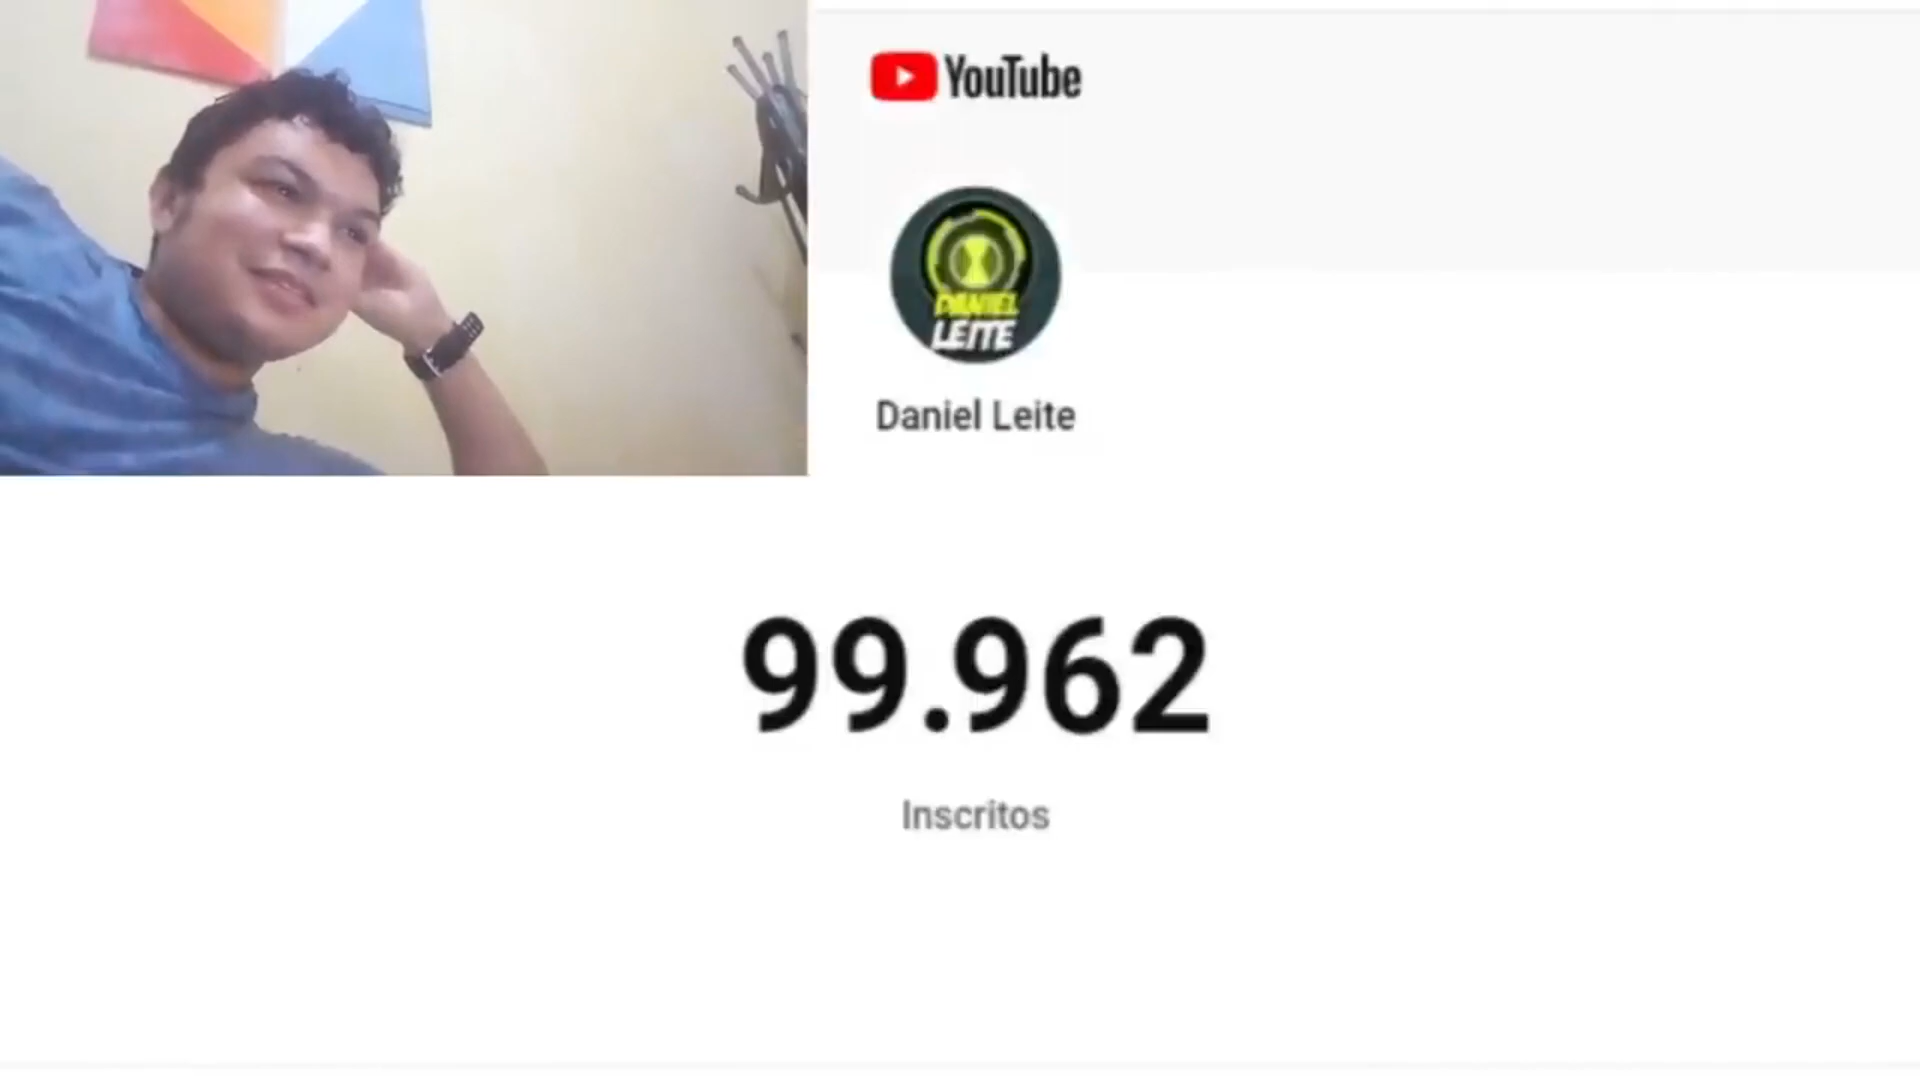 YouTube
DANIEL
LEITE
Daniel Leite
99.962
Inscritos